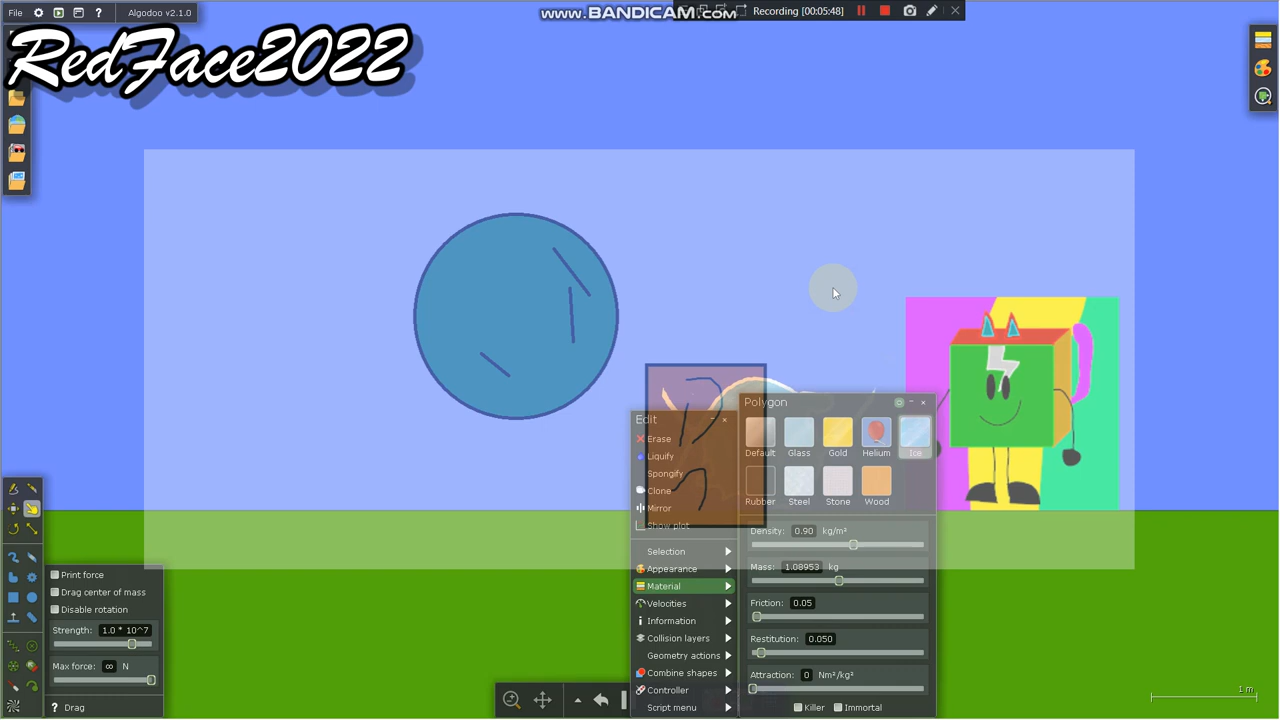 File
Algodoo v2.1.0
www.BANDICAM.com
Recording [00:05:48]
RedFace2022
Edit
Erase
Liquify
Spongify
Clone
Mirror
Show plot
Selection
Appearance
Material
Velocities
Information
Collision layers
Geometry actions
Combine shapes
Controller
Script menu
Polygon
Default
Glass
Gold
Helium
Ice
Rubber
Steel
Stone
Wood
Density: 0.90 kg/m²
Mass: 1.08953 kg
Friction: 0.05
Restitution: 0.050
Attraction: 0 Nm²/kg²
Killer
Immortal
Print force
Drag center of mass
Disable rotation
Strength: 1.0 * 10^7
Max force: ∞ N
? Drag
1 m